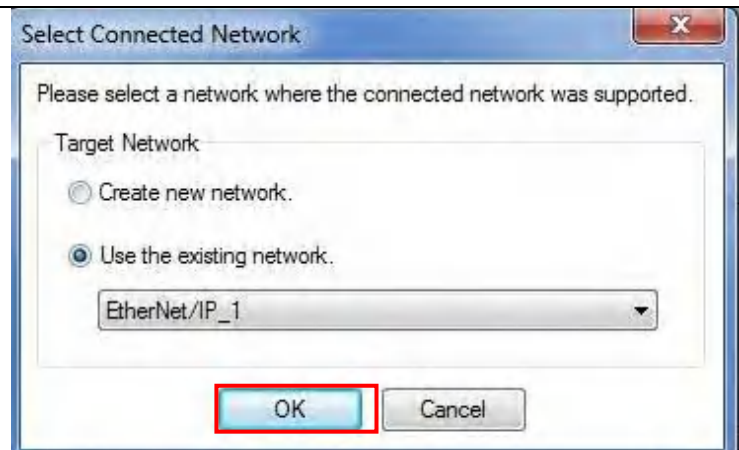 Select Connected Network
Please select a network where the connected network was supported.
Target Network
Create new network.
Use the existing network.
EtherNet/IP_1
OK Cancel